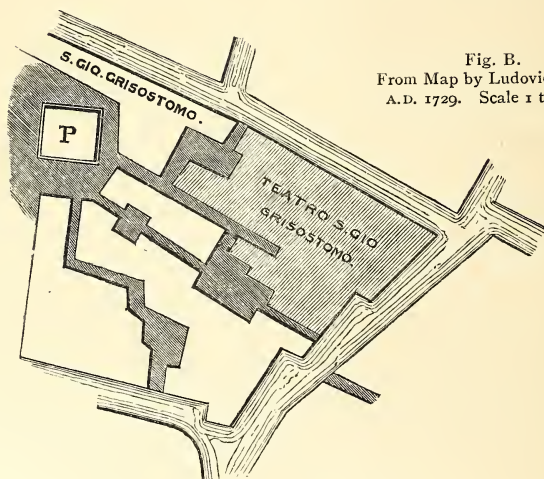 Fig. B.
From Map by Ludovic
A.D. 1729. Scale 1 t
S. GIO. GRISOSTOMO.
P
TEATRO S. GIO
GRISOSTOMO.